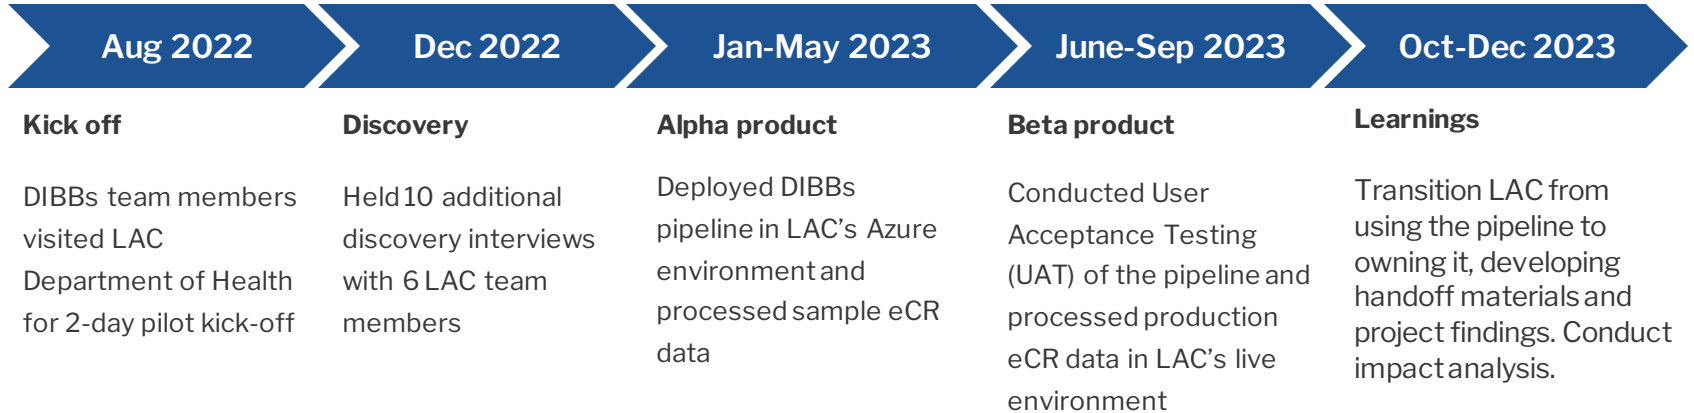 Aug 2022
Dec 2022
Jan-May 2023
June-Sep 2023
Oct-Dec 2023
Kick off
DIBBs team members
visited LAC
Department of Health
for 2-day pilot kick-off
Discovery
Held 10 additional
discovery interviews
with 6 LAC team
members
Alpha product
Deployed DIBBs
pipeline in LAC’s Azure
environment and
processed sample eCR
data
Beta product
Conducted User
Acceptance Testing
(UAT) of the pipeline and
processed production
eCR data in LAC’s live
environment
Learnings
Transition LAC from
using the pipeline to
owning it, developing
handoff materials and
project findings. Conduct
impact analysis.